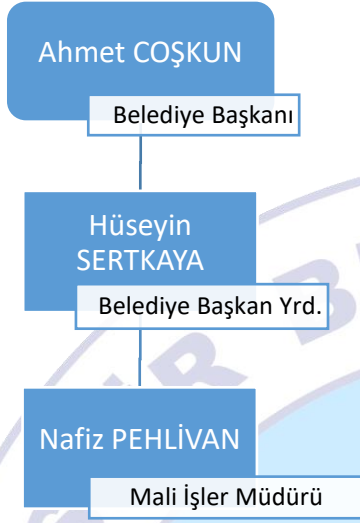 Ahmet COŞKUN
Belediye Başkanı
Hüseyin
SERTKAYA
Belediye Başkan Yrd.
Nafiz PEHLİVAN
Mali İşler Müdürü